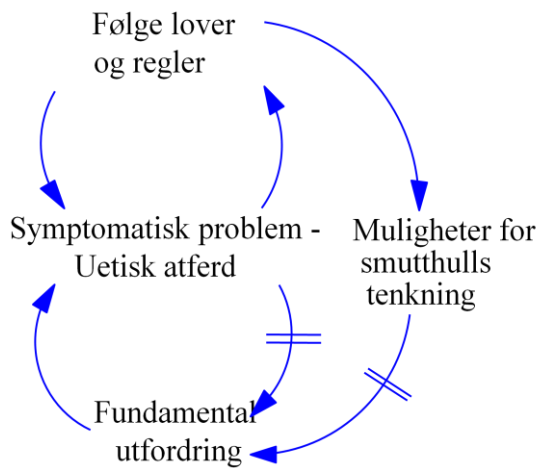 Følge lover
og regler
Symptomatisk problem -
Uetisk atferd
Muligheter for
smutthulls
tenkning
Fundamental
utfordring